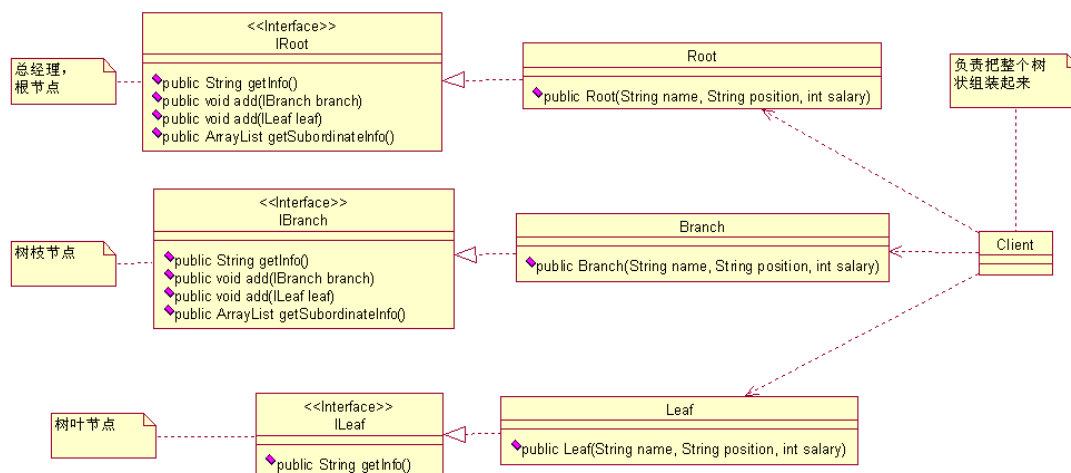 <<Interface>>
IRoot
public String getInfo()
public void add(IBranch branch)
public void add(ILeaf leaf)
public ArrayList getSubordinateInfo()
总经理,
根节点
Root
public Root(String name, String position, int salary)
负责把整个树
状组装起来
<<Interface>>
IBranch
public String getInfo()
public void add(IBranch branch)
public void add(ILeaf leaf)
public ArrayList getSubordinateInfo()
树枝节点
Branch
public Branch(String name, String position, int salary)
Client
树叶节点
<<Interface>>
ILeaf
public String getInfo()
Leaf
public Leaf(String name, String position, int salary)